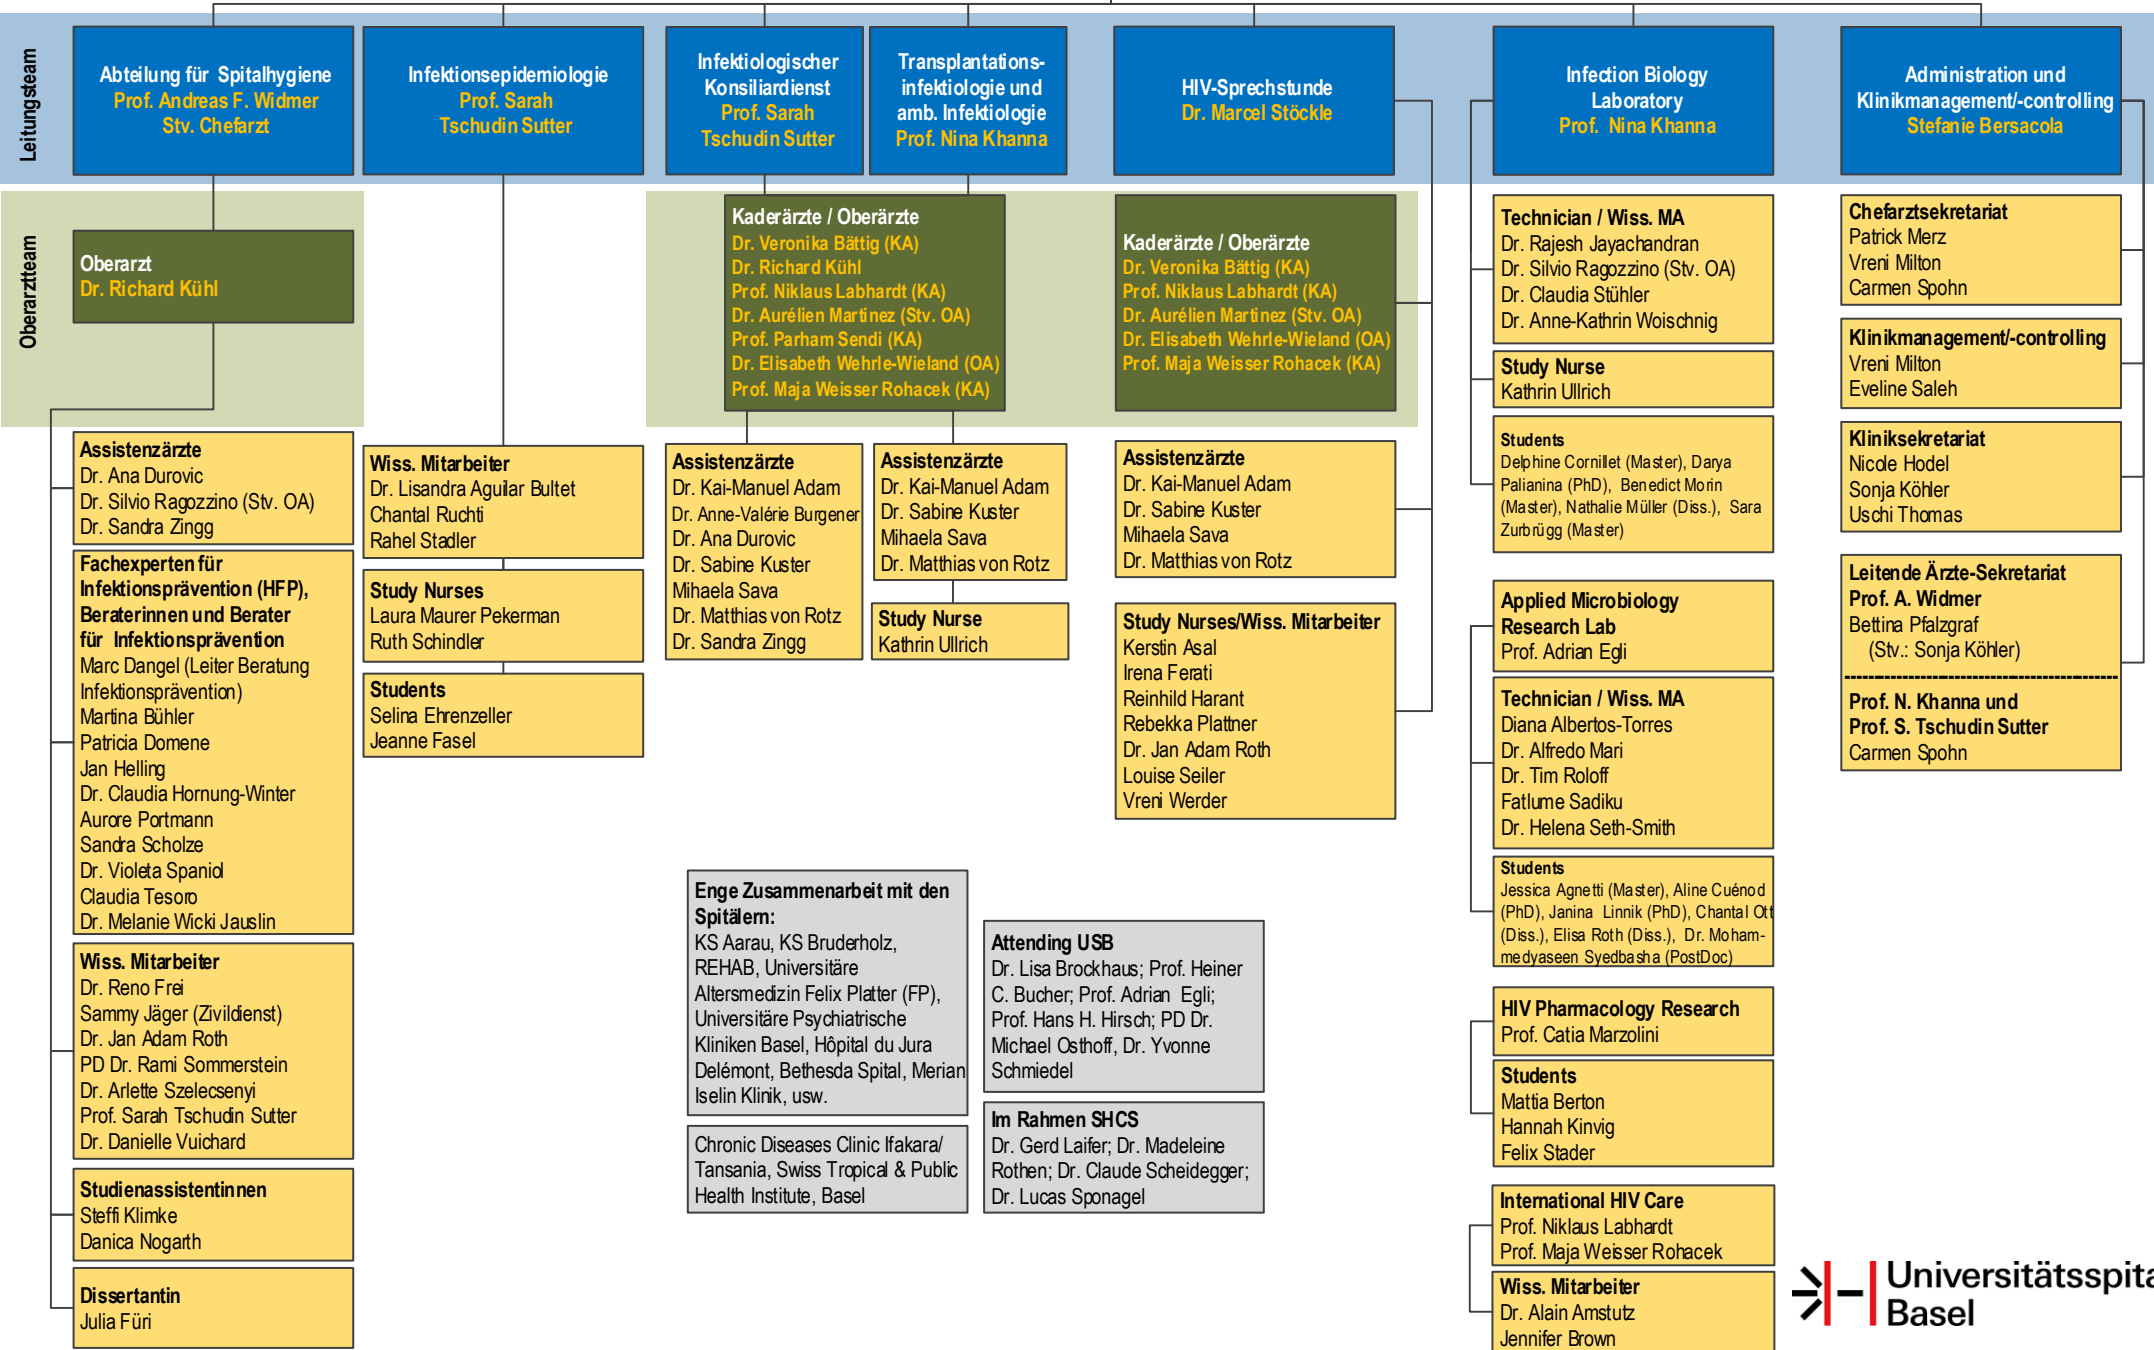 Leitungsteam
Abteilung für Spitalhygiene
Prof. Andreas F. Widmer
Stv. Chefarzt
Infektionsepidemiologie
Prof. Sarah
Tschudin Sutter
Infektiologischer
Konsiliardienst
Prof. Sarah
Tschudin Sutter
Transplantations-
infektiologie und
amb. Infektiologie
Prof. Nina Khanna
HIV-Sprechstunde
Dr. Marcel Stöckle
Infection Biology
Laboratory
Prof. Nina Khanna
Administration und
Klinikmanagement/-controlling
Stefanie Bersacola
Oberarztteam
Oberarzt
Dr. Richard Kühl
Kaderärzte / Oberärzte
Dr. Veronika Bättig (KA)
Dr. Richard Kühl
Prof. Niklaus Labhardt (KA)
Dr. Aurélien Martinez (Stv. OA)
Prof. Parham Sendi (KA)
Dr. Elisabeth Wehrle-Wieland (OA)
Prof. Maja Weisser Rohacek (KA)
Kaderärzte / Oberärzte
Dr. Veronika Bättig (KA)
Prof. Niklaus Labhardt (KA)
Dr. Aurélien Martinez (Stv. OA)
Dr. Elisabeth Wehrle-Wieland (OA)
Prof. Maja Weisser Rohacek (KA)
Assistenzärzte
Dr. Ana Durovic
Dr. Silvio Ragozzino (Stv. OA)
Dr. Sandra Zingg
Fachexperten für
Infektionsprävention (HFP),
Beraterinnen und Berater
für Infektionsprävention
Marc Dangel (Leiter Beratung
Infektionsprävention)
Martina Bühler
Patricia Domene
Jan Helling
Dr. Claudia Hornung-Winter
Aurore Portmann
Sandra Scholze
Dr. Violeta Spaniol
Claudia Tesoro
Dr. Melanie Wicki Jauslin
Wiss. Mitarbeiter
Dr. Reno Frei
Sammy Jäger (Zivildienst)
Dr. Jan Adam Roth
PD Dr. Rami Sommerstein
Dr. Arlette Szelecsenyi
Prof. Sarah Tschudin Sutter
Dr. Danielle Vuichard
Studienassistentinnen
Steffi Klimke
Danica Nogarth
Dissertantin
Julia Füri
Wiss. Mitarbeiter
Dr. Lisandra Aguilar Bultet
Chantal Ruchti
Rahel Stadler
Study Nurses
Laura Maurer Pekerman
Ruth Schindler
Students
Selina Ehrenzeller
Jeanne Fasel
Assistenzärzte
Dr. Kai-Manuel Adam
Dr. Anne-Valérie Burgener
Dr. Ana Durovic
Dr. Sabine Kuster
Mihaela Sava
Dr. Matthias von Rotz
Dr. Sandra Zingg
Assistenzärzte
Dr. Kai-Manuel Adam
Dr. Sabine Kuster
Mihaela Sava
Dr. Matthias von Rotz
Study Nurse
Kathrin Ullrich
Assistenzärzte
Dr. Kai-Manuel Adam
Dr. Sabine Kuster
Mihaela Sava
Dr. Matthias von Rotz
Study Nurses/Wiss. Mitarbeiter
Kerstin Asal
Irena Ferati
Reinhild Harant
Rebekka Plattner
Dr. Jan Adam Roth
Louise Seiler
Vreni Werder
Enge Zusammenarbeit mit den
Spitälern:
KS Aarau, KS Bruderholz,
REHAB, Universitäre
Altersmedizin Felix Platter (FP),
Universitäre Psychiatrische
Kliniken Basel, Hôpital du Jura
Delémont, Bethesda Spital, Merian
Iselin Klinik, usw.
Chronic Diseases Clinic Ifakara/
Tansania, Swiss Tropical & Public
Health Institute, Basel
Attending USB
Dr. Lisa Brockhaus; Prof. Heiner
C. Bucher; Prof. Adrian Egli;
Prof. Hans H. Hirsch; PD Dr.
Michael Osthoff, Dr. Yvonne
Schmiedel
Im Rahmen SHCS
Dr. Gerd Laifer; Dr. Madeleine
Rothen; Dr. Claude Scheidegger;
Dr. Lucas Sponagel
Technician / Wiss. MA
Dr. Rajesh Jayachandran
Dr. Silvio Ragozzino (Stv. OA)
Dr. Claudia Stühler
Dr. Anne-Kathrin Woischnig
Study Nurse
Kathrin Ullrich
Students
Delphine Cornillet (Master), Darya
Palianina (PhD), Benedict Morin
(Master), Nathalie Müller (Diss.), Sara
Zurbrügg (Master)
Applied Microbiology
Research Lab
Prof. Adrian Egli
Technician / Wiss. MA
Diana Albertos-Torres
Dr. Alfredo Mari
Dr. Tim Roloff
Fatlume Sadiku
Dr. Helena Seth-Smith
Students
Jessica Agnetti (Master), Aline Cuénod
(PhD), Janina Linnik (PhD), Chantal Ott
(Diss.), Elisa Roth (Diss.), Dr. Moham-
medyaseen Syedbasha (PostDoc)
HIV Pharmacology Research
Prof. Catia Marzolini
Students
Mattia Berton
Hannah Kinvig
Felix Stader
International HIV Care
Prof. Niklaus Labhardt
Prof. Maja Weisser Rohacek
Wiss. Mitarbeiter
Dr. Alain Amstutz
Jennifer Brown
Chefarztsekretariat
Patrick Merz
Vreni Milton
Carmen Spohn
Klinikmanagement/-controlling
Vreni Milton
Eveline Saleh
Kliniksekretariat
Nicole Hodel
Sonja Köhler
Uschi Thomas
Leitende Ärzte-Sekretariat
Prof. A. Widmer
Bettina Pfalzgraf
(Stv.: Sonja Köhler)
Prof. N. Khanna und
Prof. S. Tschudin Sutter
Carmen Spohn
Universitätsspita
Basel